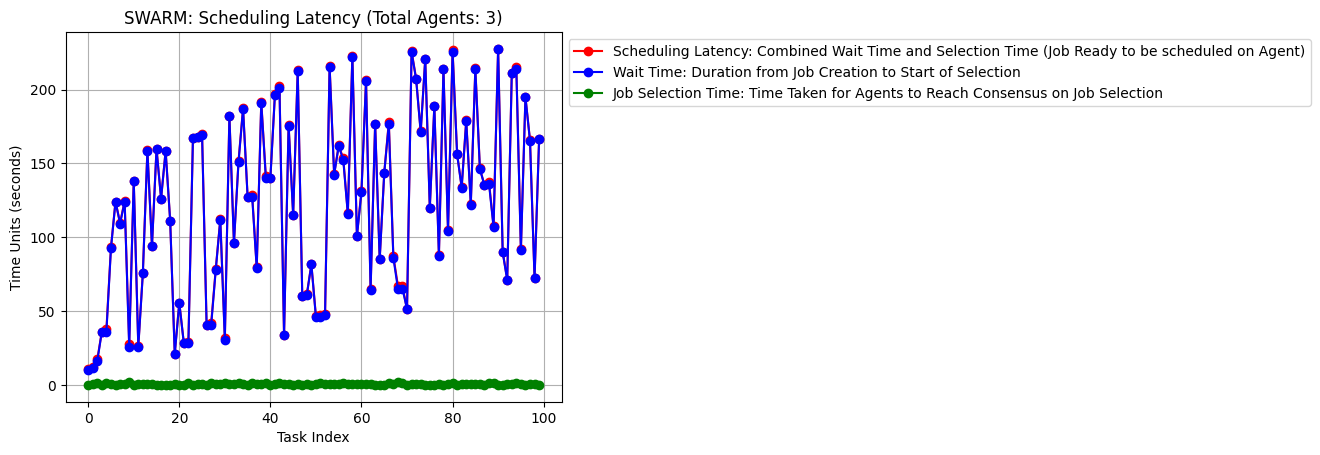 SWARM: Scheduling Latency (Total Agents: 3)
Scheduling Latency: Combined Wait Time and Selection Time (Job Ready to be scheduled on Agent)
Wait Time: Duration from Job Creation to Start of Selection
Job Selection Time: Time Taken for Agents to Reach Consensus on Job Selection
Time Units (seconds)
200
150
100
50
0
0 20 40 60 80 100
Task Index